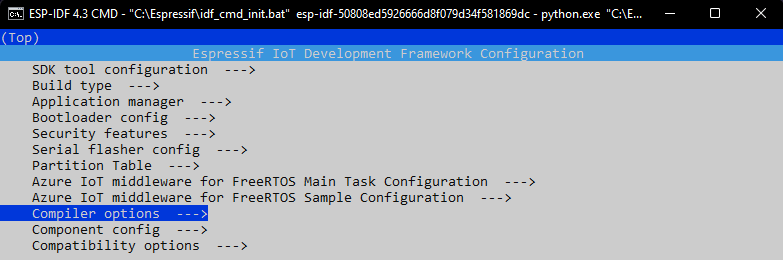 ESP-IDF 4.3 CMD - "C:\Espressif\idf_cmd_init.bat" esp-idf-50808ed5926666d8f079d34f581869dc - python.exe "C:\E...
(Top)
Espressif IoT Development Framework Configuration
SDK tool configuration --->
Build type --->
Application manager --->
Bootloader config --->
Security features --->
Serial flasher config --->
Partition Table --->
Azure IoT middleware for FreeRTOS Main Task Configuration --->
Azure IoT middleware for FreeRTOS Sample Configuration --->
Compiler options --->
Component config --->
Compatibility options --->